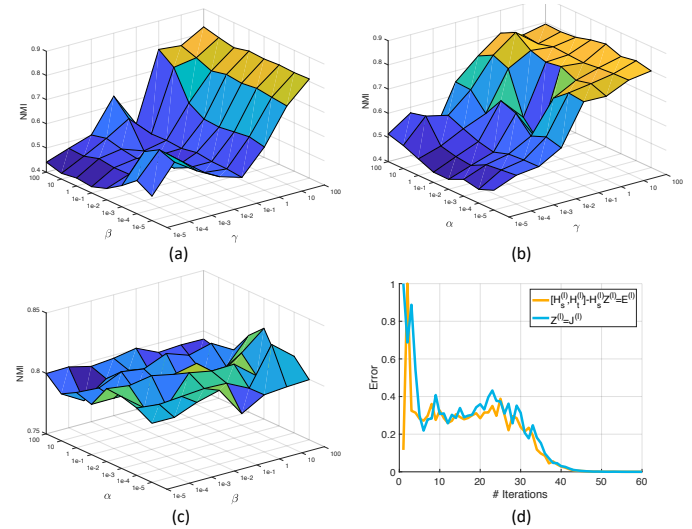 0.9
0.8
0.7
0.6
0.5
0.4
NMI
100
10
1
1e-1
1e-2
1e-3
1e-4
1e-5
β
1e-5
1e-4
1e-3
1e-2
1e-1
1
10
100
γ
(a)
0.9
0.8
0.7
0.6
0.5
0.4
NMI
100
10
1
1e-1
1e-2
1e-3
1e-4
1e-5
α
1e-5
1e-4
1e-3
1e-2
1e-1
1
10
100
γ
(b)
0.85
0.8
0.75
NMI
100
10
1
1e-1
1e-2
1e-3
1e-4
1e-5
α
1e-5
1e-4
1e-3
1e-2
1e-1
1
10
100
β
(c)
[H_s^(l),H_t^(l)]-H_s^(l)Z^(l)=E^(l)
Z^(l)=J^(l)
1
0.8
0.6
0.4
0.2
0
Error
0 10 20 30 40 50 60
# Iterations
(d)